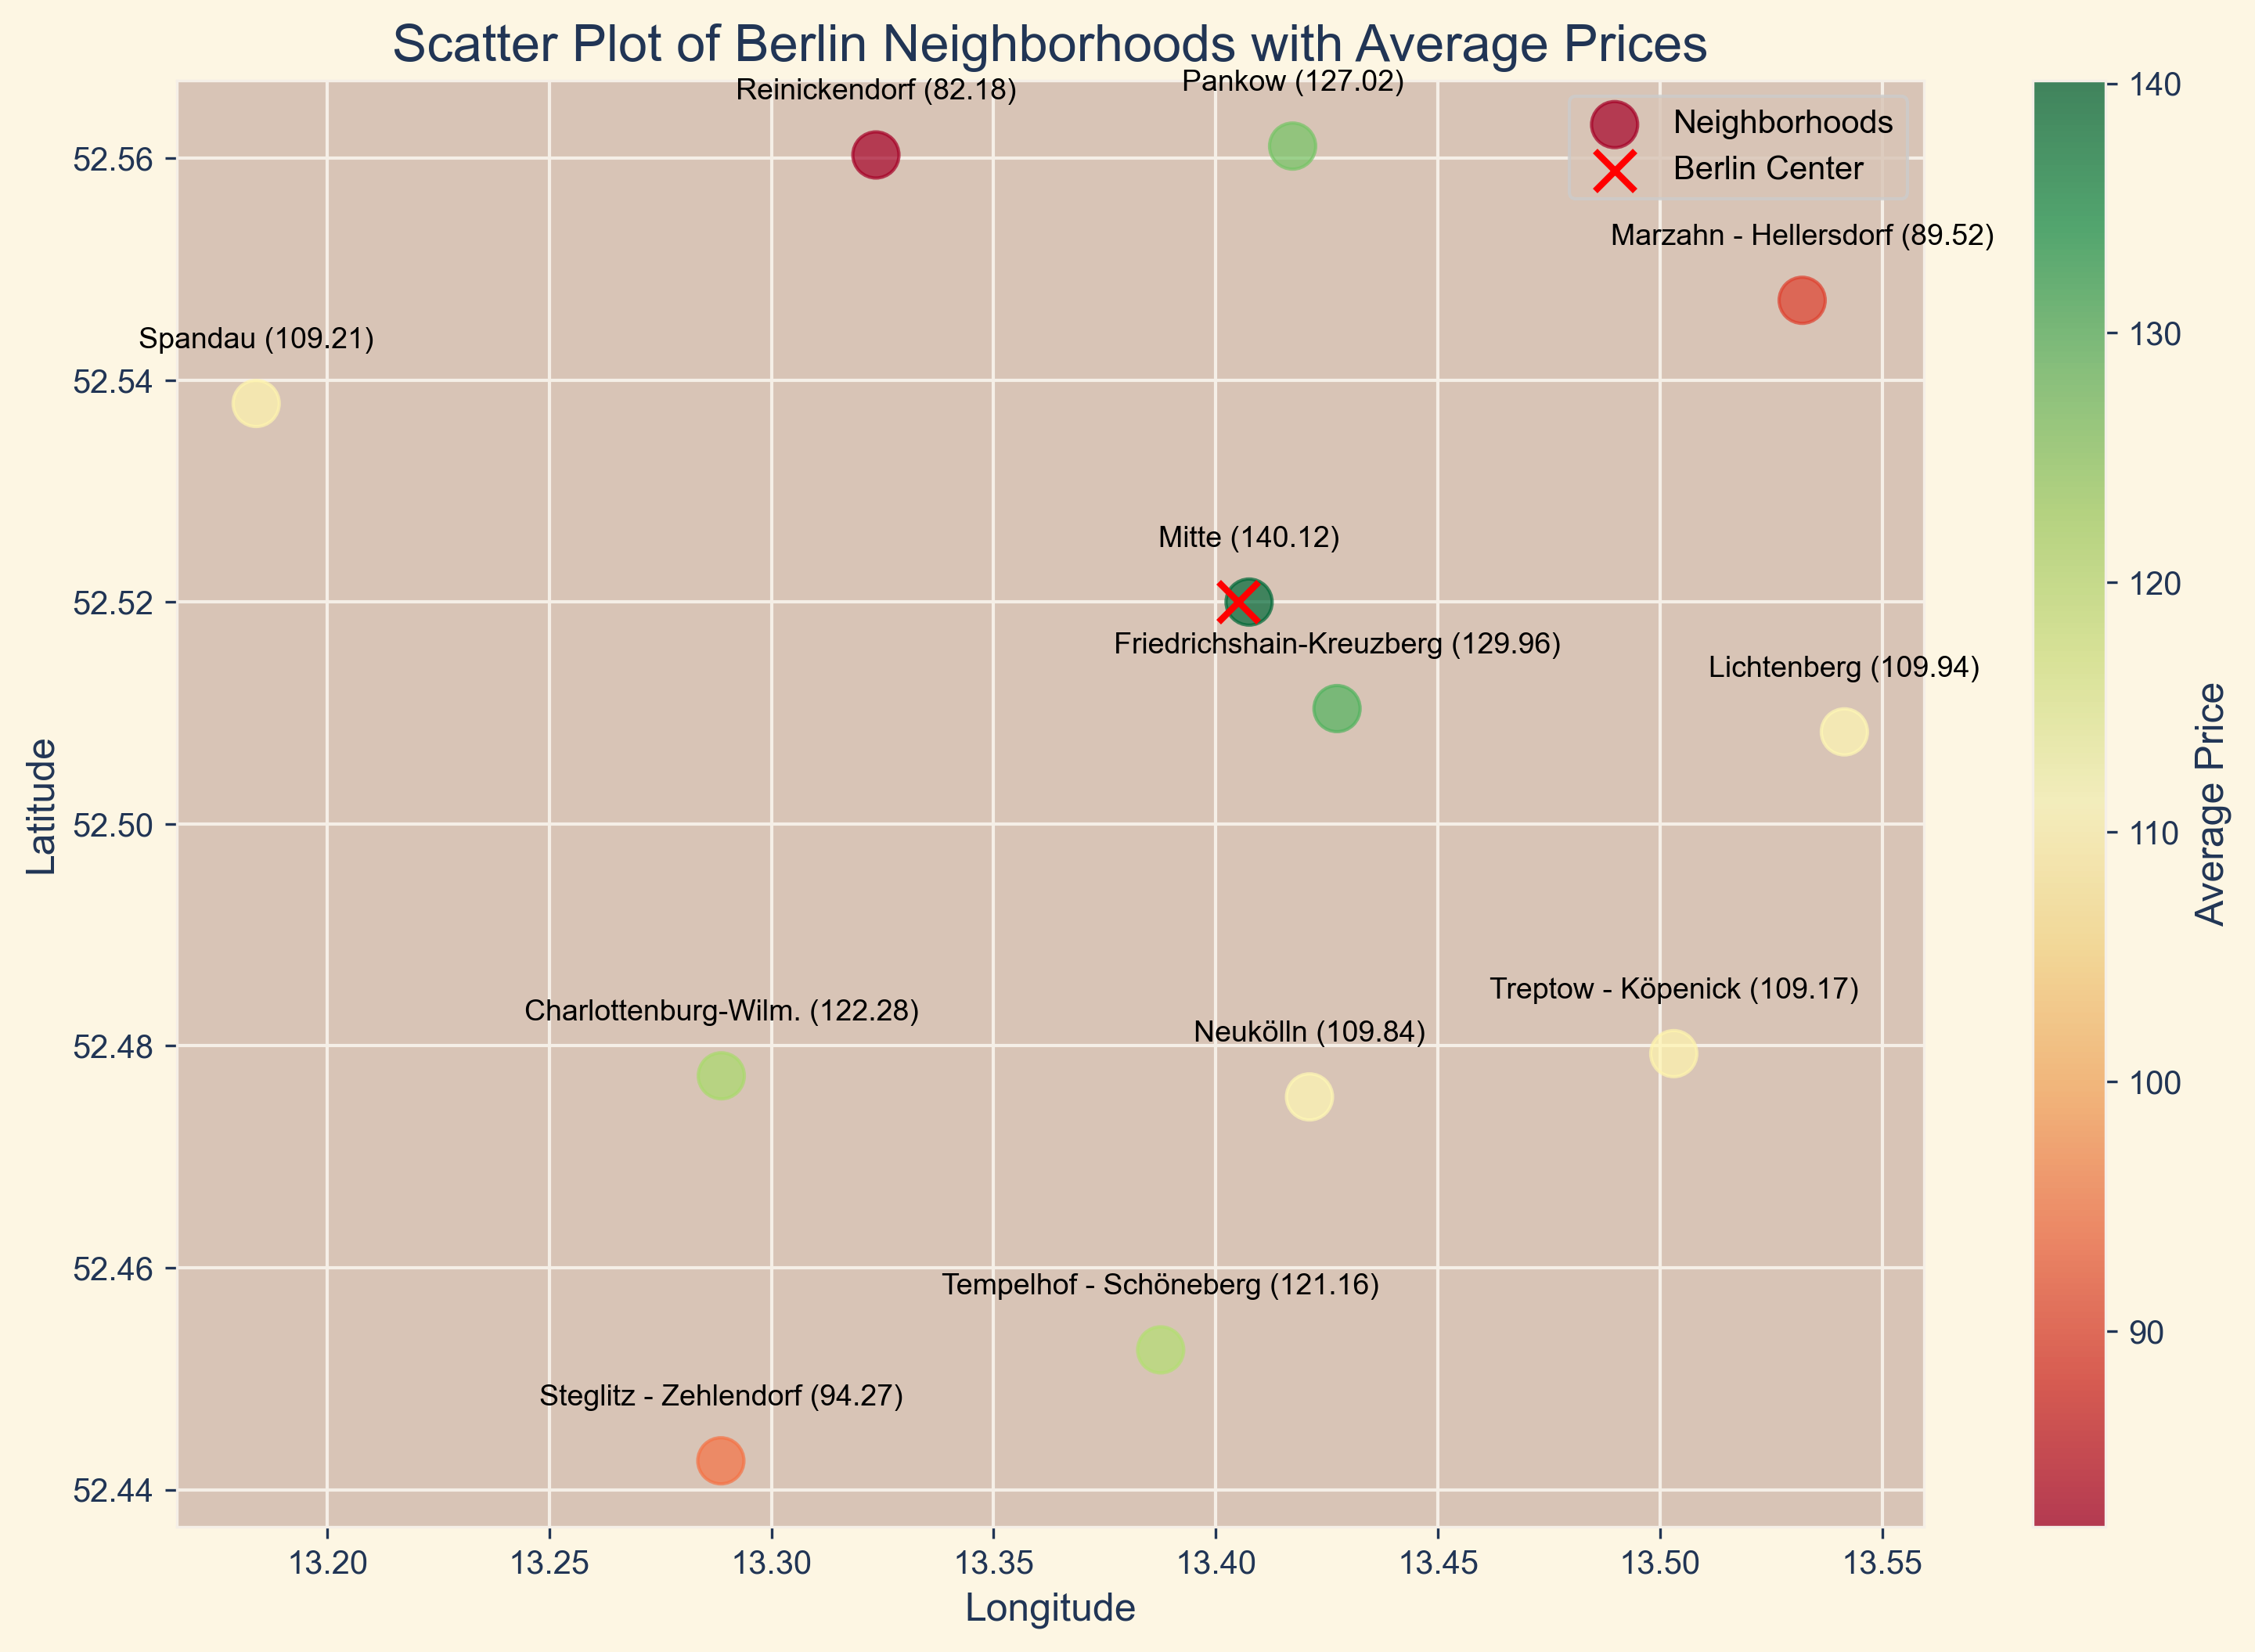 Scatter Plot of Berlin Neighborhoods with Average Prices
Reinickendorf (82.18)
Pankow (127.02)
Neighborhoods
Berlin Center
Marzahn - Hellersdorf (89.52)
Spandau (109.21)
Mitte (140.12)
Friedrichshain-Kreuzberg (129.96)
Lichtenberg (109.94)
Treptow - Köpenick (109.17)
Charlottenburg-Wilm. (122.28)
Neukölln (109.84)
Tempelhof - Schöneberg (121.16)
Steglitz - Zehlendorf (94.27)
Latitude
52.56
52.54
52.52
52.50
52.48
52.46
52.44
13.20
13.25
13.30
13.35
13.40
13.45
13.50
13.55
Longitude
140
130
120
110
100
90
Average Price